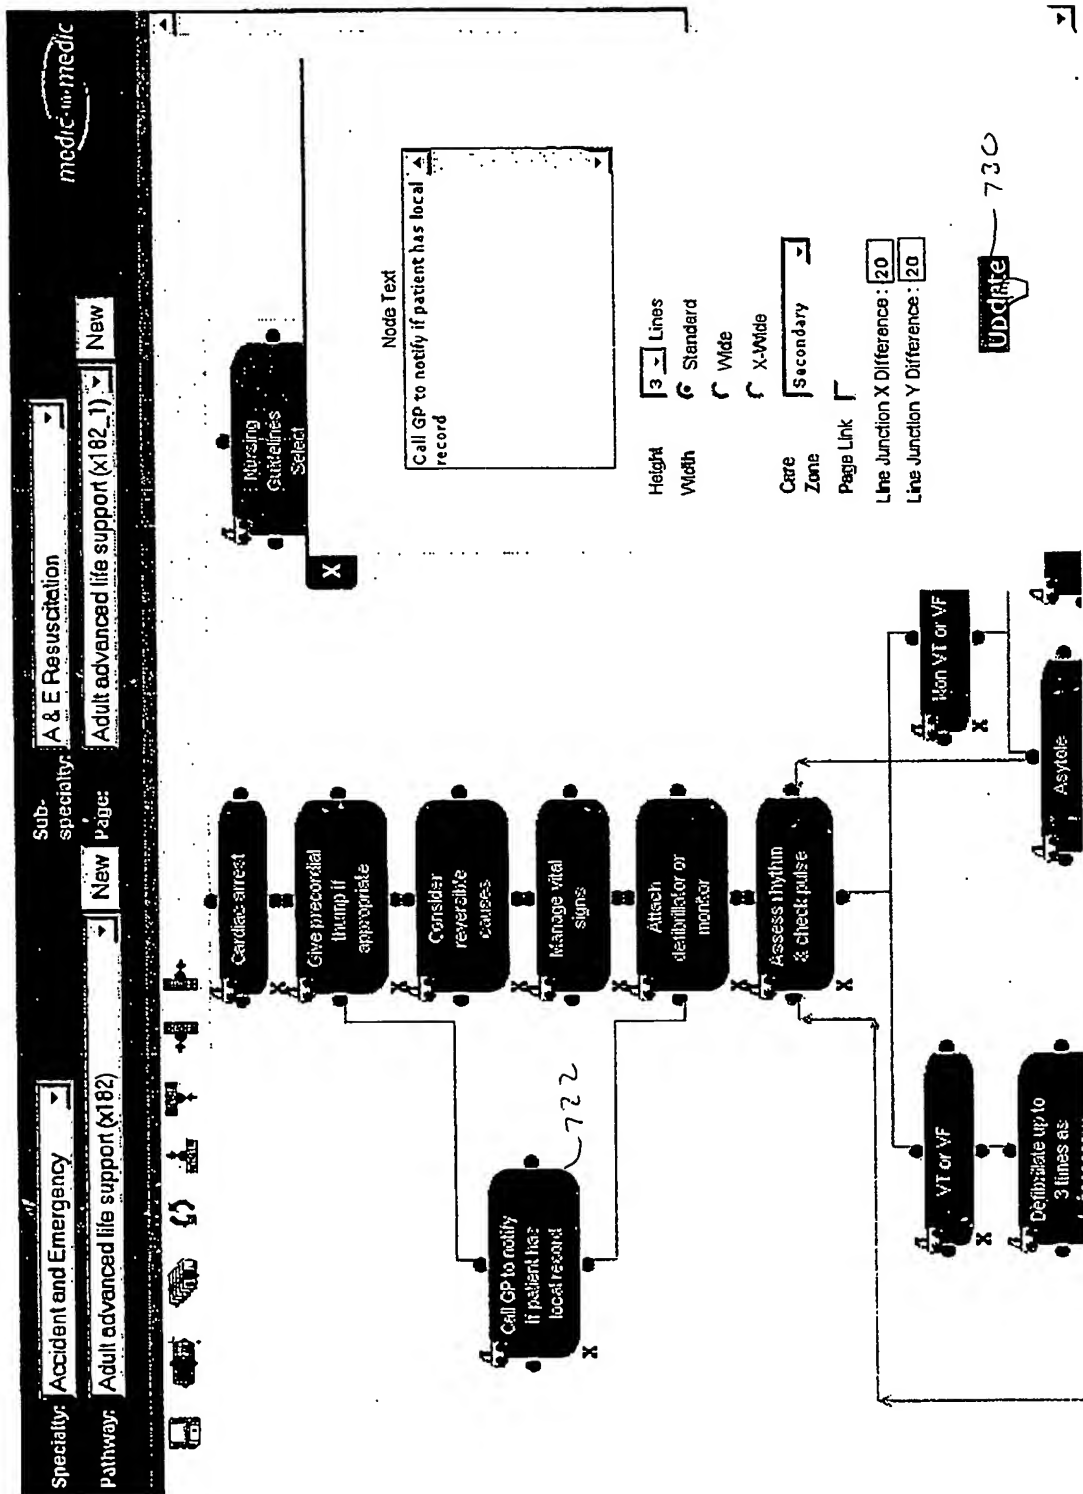 Specialty: Accident and Emergency
Sub-specialty: A & E Resuscitation
medic-to-medic
Pathway: Adult advanced life support (x182) New
Page: Adult advanced life support (x182_1) New
Cardiac arrest
X
Give precordial
thump if
appropriate
X
Consider
reversible
causes
X
Manage vital
signs
X
Attach
defibrillator or
monitor
X
Assess rhythm
& check pulse
X
Call GP to notify
if patient has
local record
X
722
VT or VF
X
Defibrillate up to
3 times as
Non VT or VF
X
Asytole
Nursing
Guidelines
Select
X
Node Text
Call GP to notify if patient has local
record
Height 3 Lines
Width Standard
Wide
X-Wide
Care
Zone
Secondary
Page Link
Line Junction X Difference: 20
Line Junction Y Difference: 20
Update
730